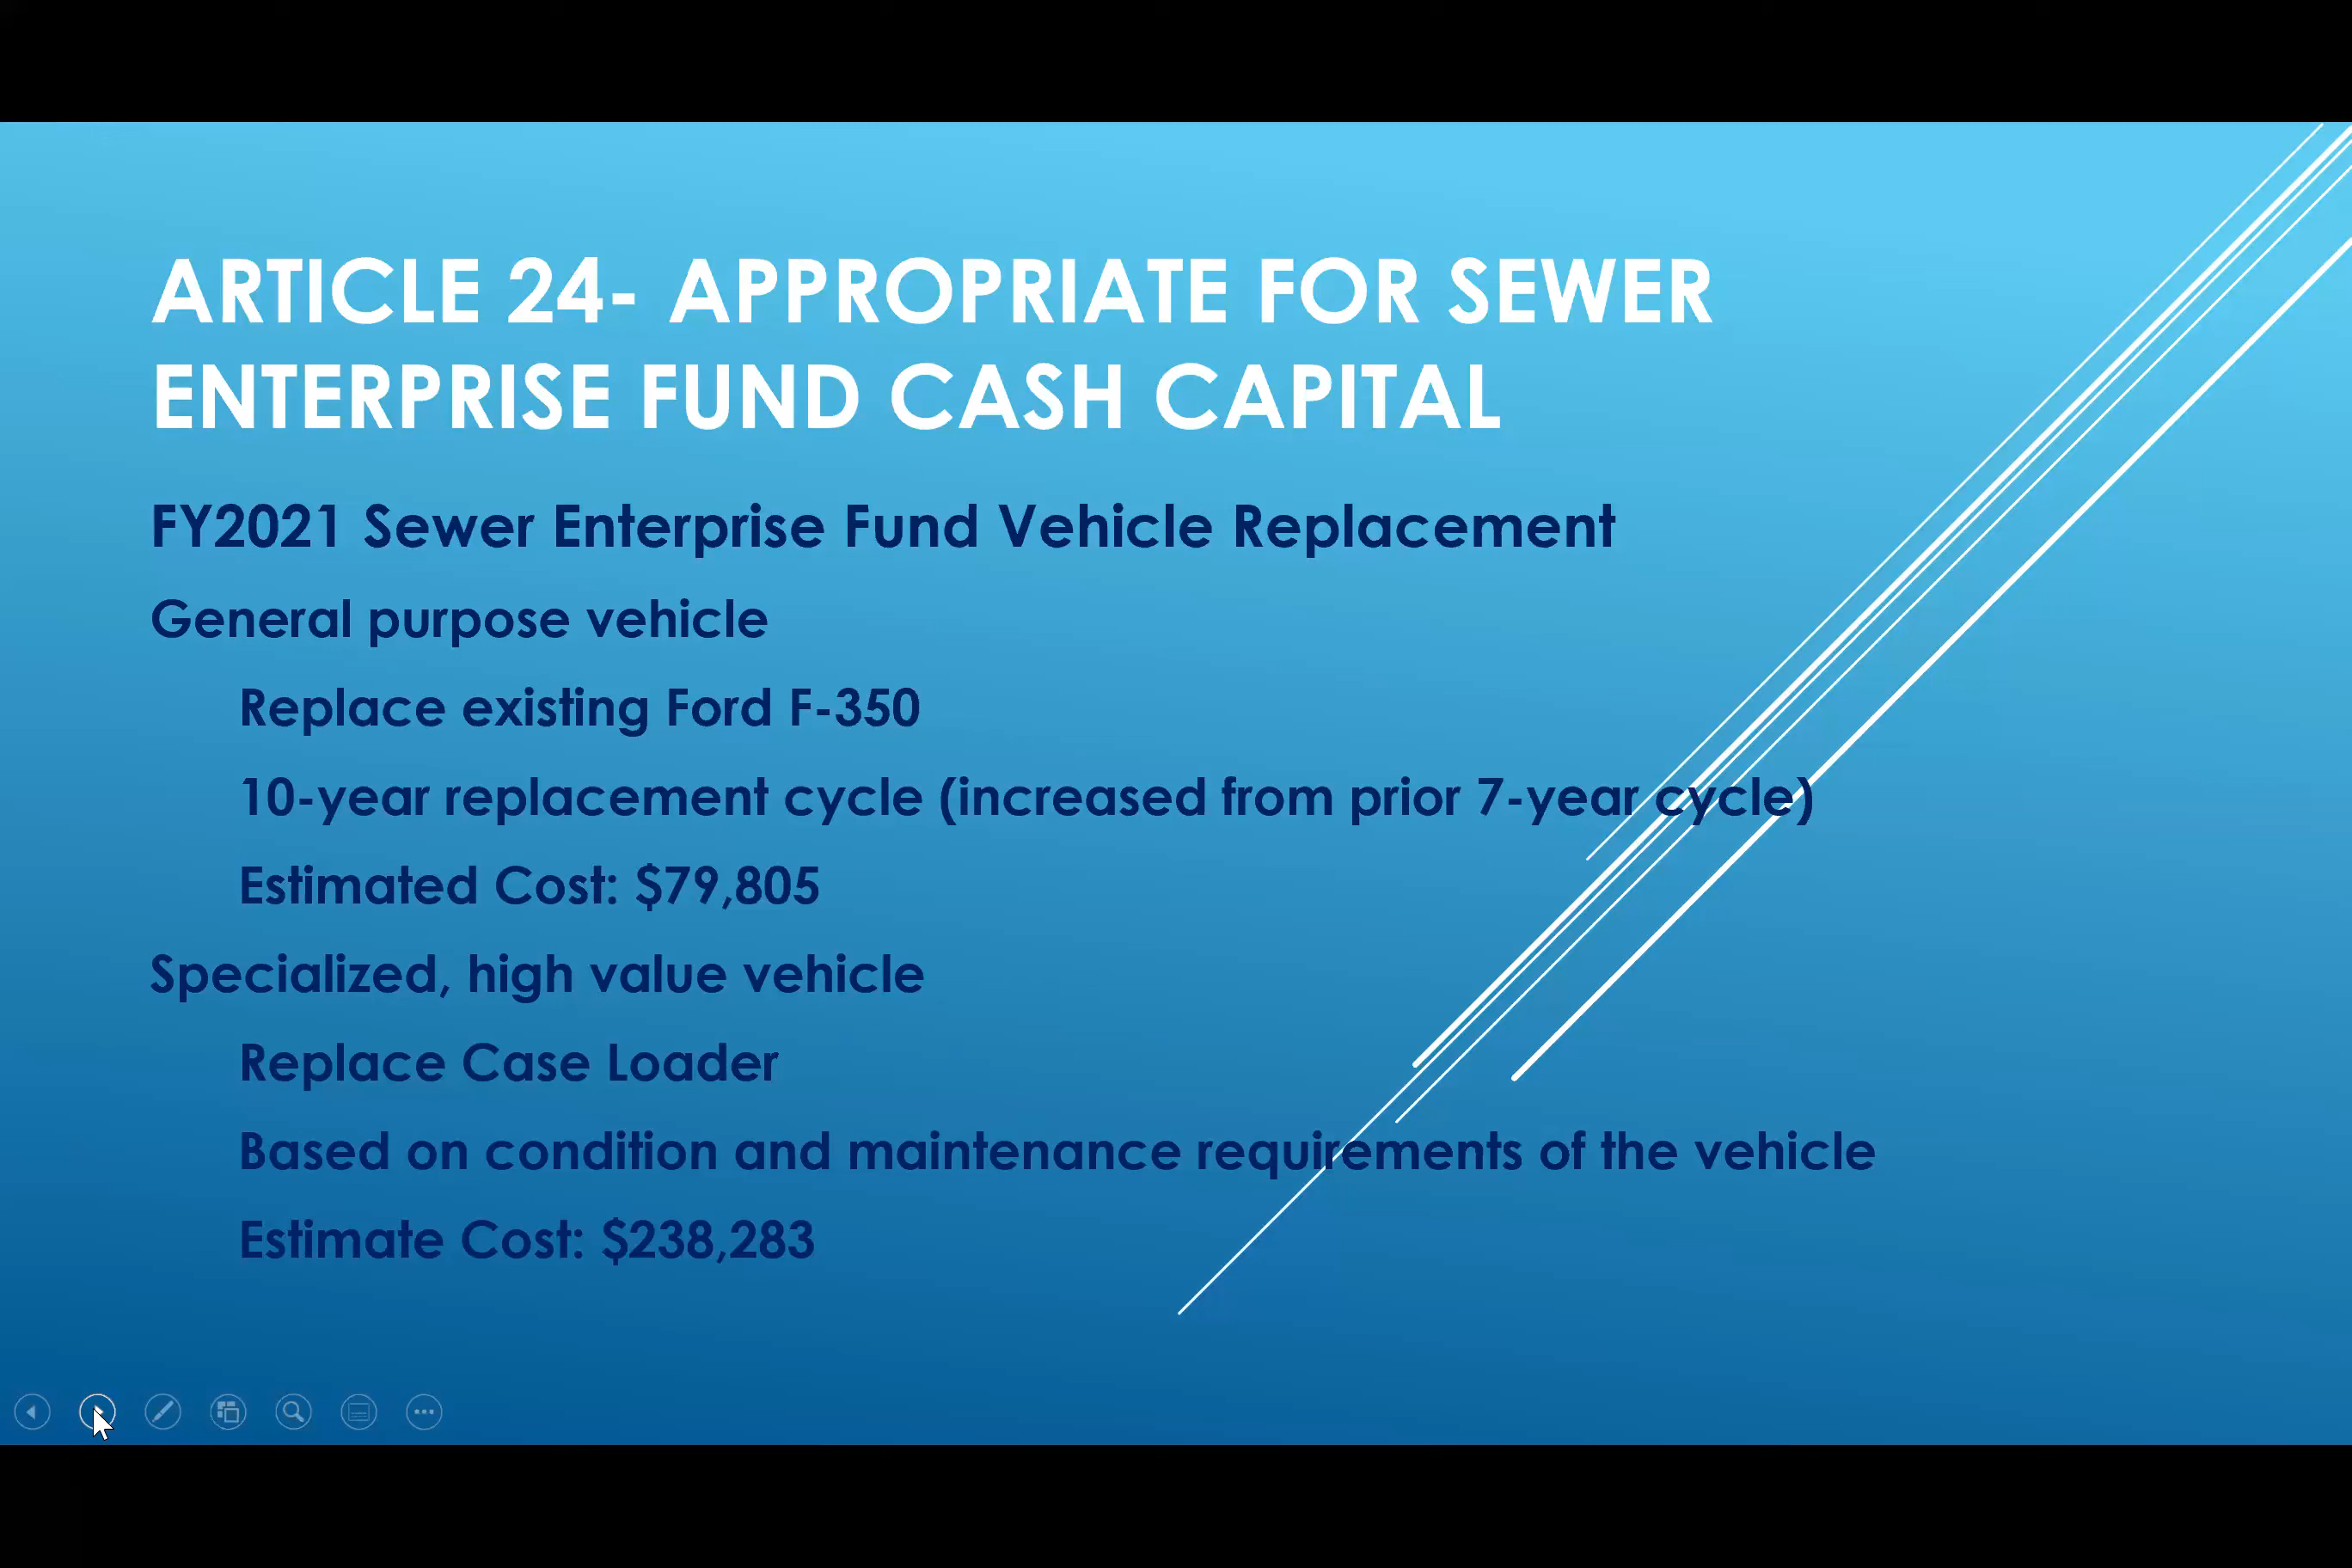 ARTICLE 24- APPROPRIATE FOR SEWER
ENTERPRISE FUND CASH CAPITAL
FY2021 Sewer Enterprise Fund Vehicle Replacement
General purpose vehicle
Replace existing Ford F-350
10-year replacement cycle (increased from prior 7-year cycle)
Estimated Cost: $79,805
Specialized, high value vehicle
Replace Case Loader
Based on condition and maintenance requirements of the vehicle
Estimate Cost: $238,283